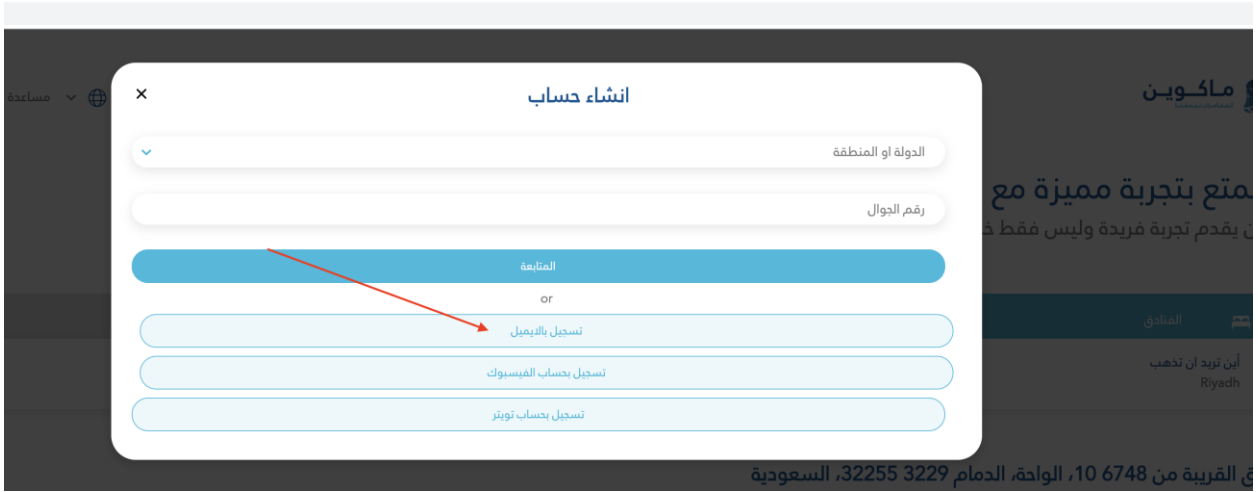 انشاء حساب
مساعدة
ماكـويـن
الدولة او المنطقة
رقم الجوال
بتجربة مميزة مع
يقدم تجربة فريدة وليس فقط
المتابعة
or
تسجيل بالايميل
الفنادق
أين تريد ان تذهب
Riyadh
تسجيل بحساب الفيسبوك
تسجيل بحساب تويتر
القريبة من 6748 10، الواحة، الدمام 3229 32255، السعودية